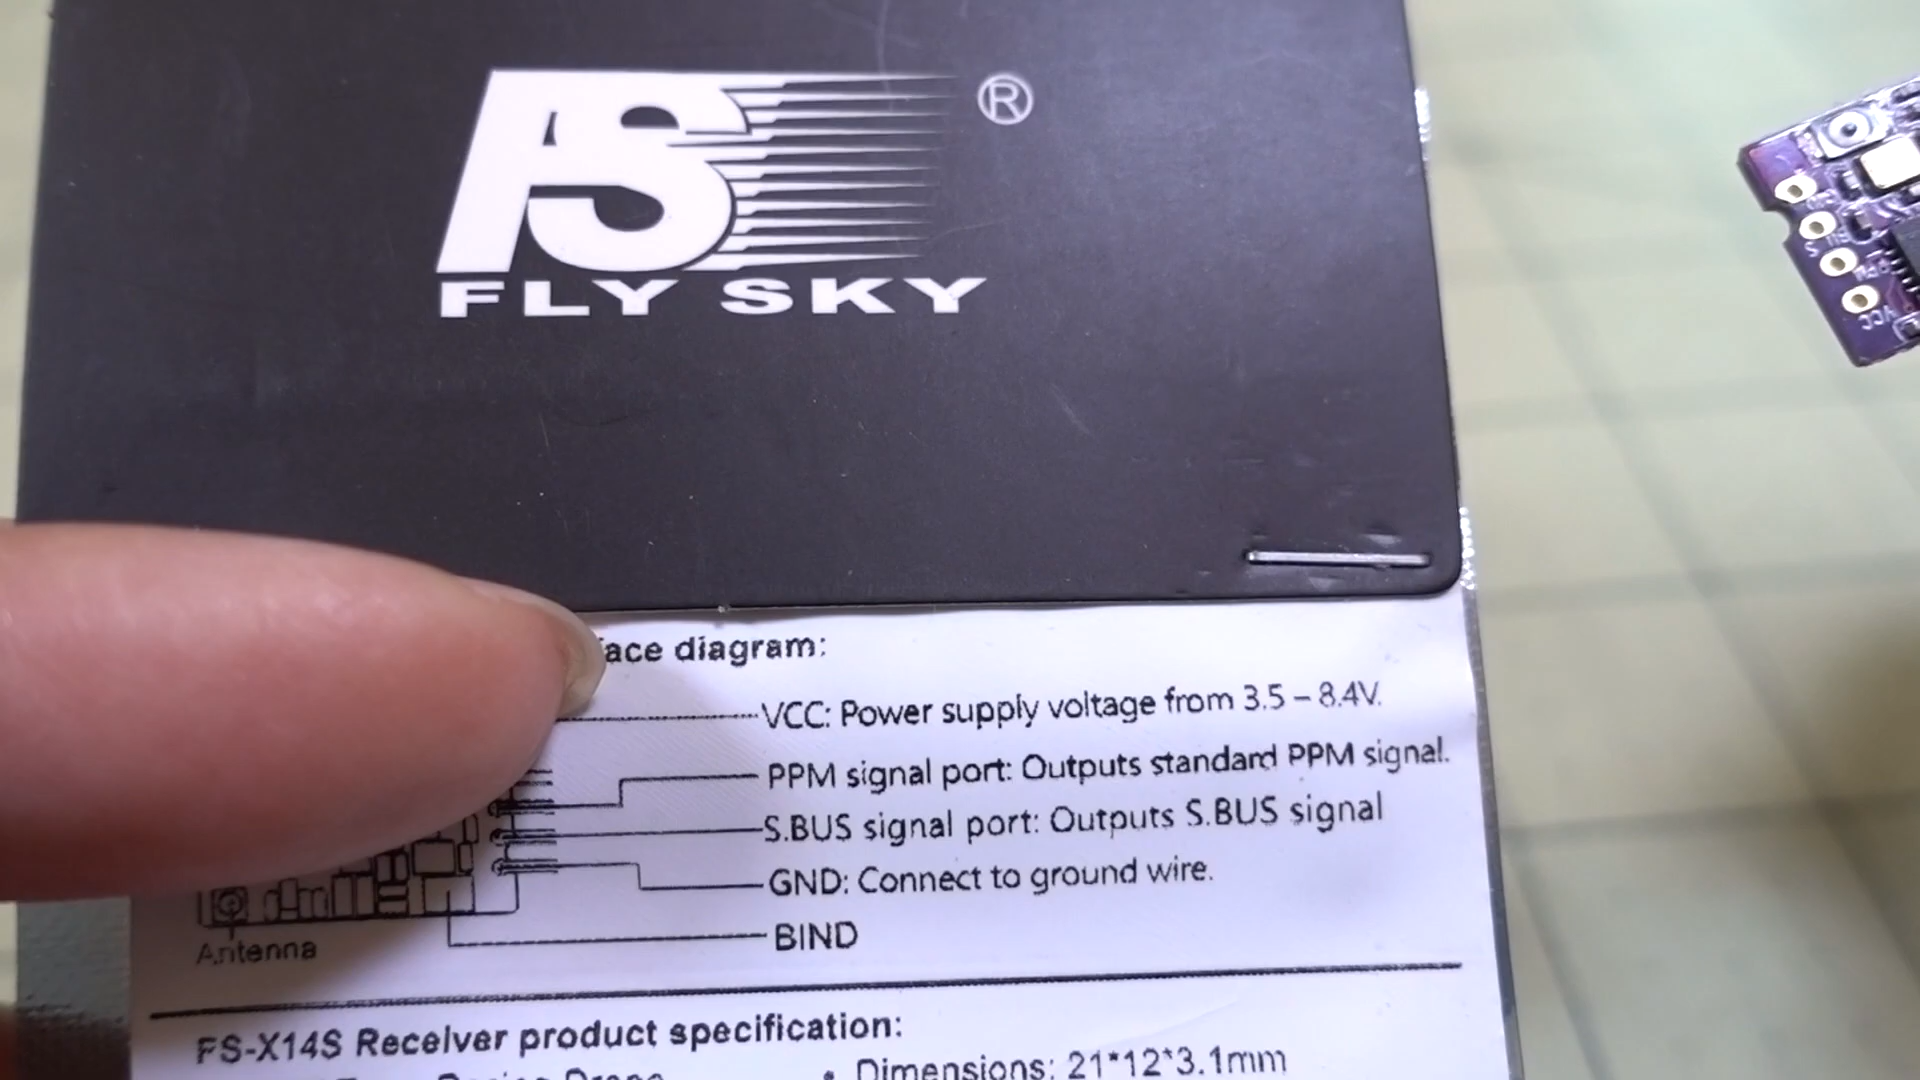 FS
®
FLY SKY
VCC
diagram:
VCC: Power supply voltage from 3.5 – 8.4V.
PPM signal port: Outputs standard PPM signal.
S.BUS signal port: Outputs S.BUS signal
GND: Connect to ground wire.
BIND
Antenna
FS-X14S Receiver product specification:
• Dimensions: 21*12*3.1mm